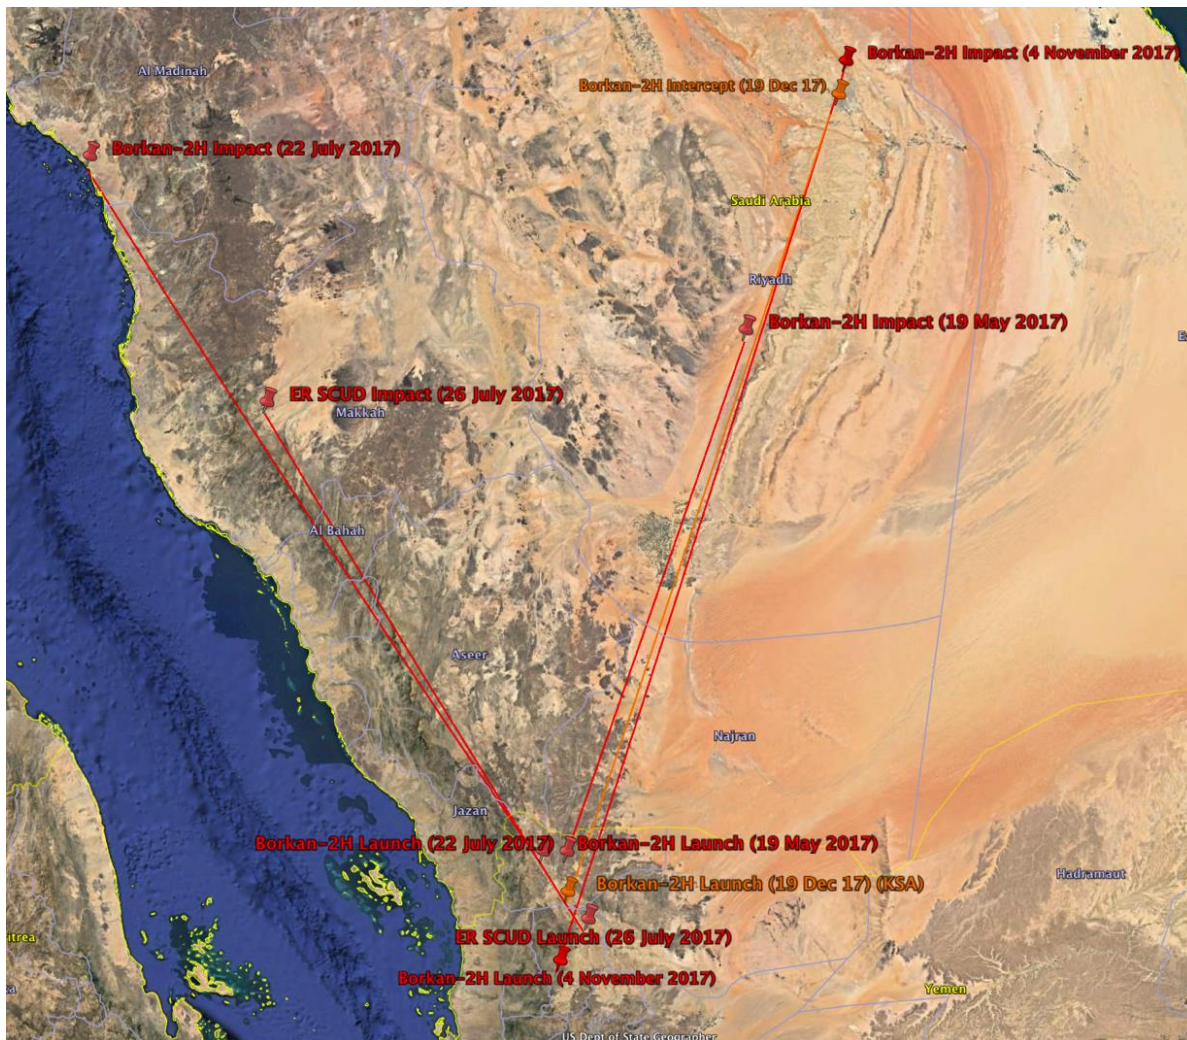 Borkan-2H Impact (4 November 2017)
Al Madinah
Borkan-2H Intercept (19 Dec 17)
Borkan-2H Impact (22 July 2017)
Saudi Arabia
Riyadh
Borkan-2H Impact (19 May 2017)
ER SCUD Impact (26 July 2017)
Makkah
Al Bahah
Aseer
Najran
Jazan
Borkan-2H Launch (22 July 2017)
Borkan-2H Launch (19 May 2017)
Borkan-2H Launch (19 Dec 17) (KSA)
Hadramaut
ER SCUD Launch (26 July 2017)
itrea
Borkan-2H Launch (4 November 2017)
Yemen
US Dept of State Geographer